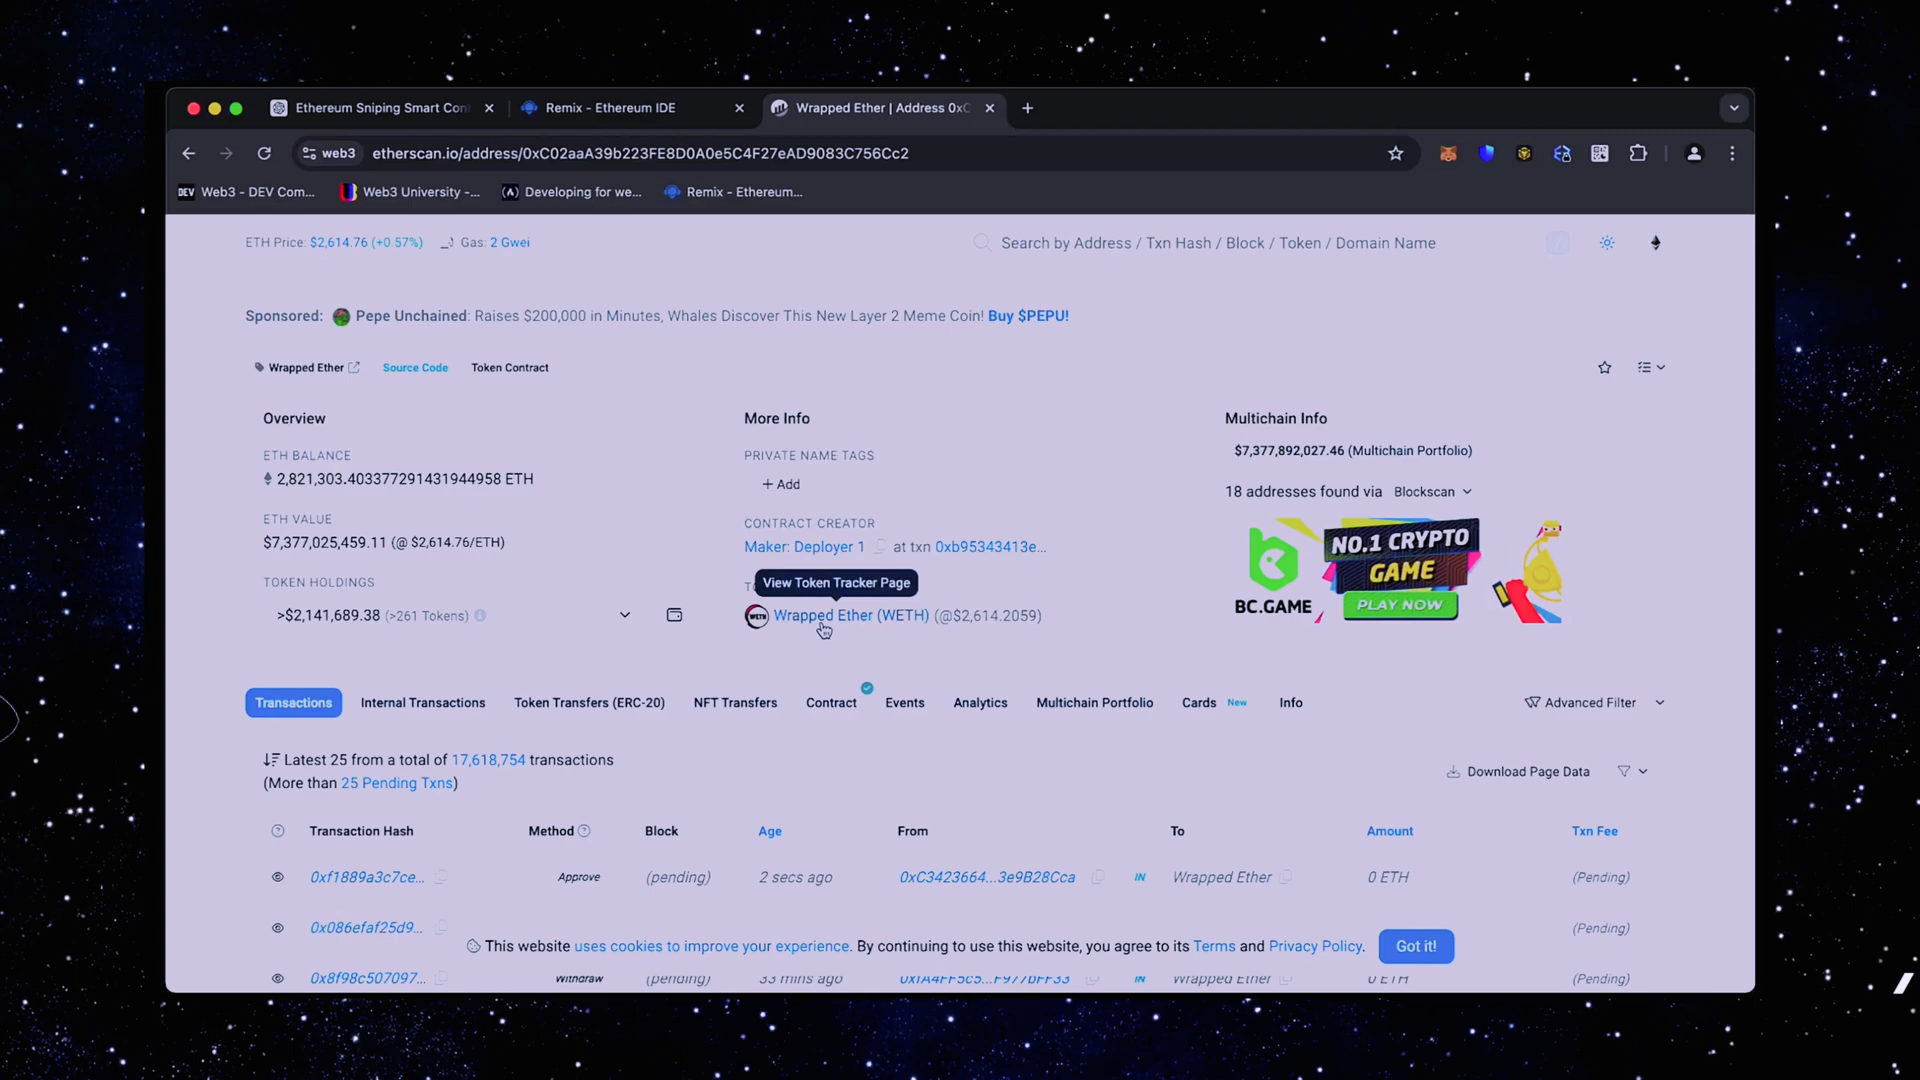 Ethereum Sniping Smart Con
Remix - Ethereum IDE
Wrapped Ether | Address 0xC
web3
etherscan.io/address/0xC02aaA39b223FE8D0A0e5C4F27eAD9083C756Cc2
DEV Web3 - DEV Com...
Web3 University -...
Developing for we...
Remix - Ethereum...
ETH Price: $2,614.76 (+0.57%) Gas: 2 Gwei
Search by Address / Txn Hash / Block / Token / Domain Name
Sponsored: Pepe Unchained: Raises $200,000 in Minutes, Whales Discover This New Layer 2 Meme Coin! Buy $PEPU!
Wrapped Ether Source Code Token Contract
Overview
ETH BALANCE
2,821,303.403377291431944958 ETH
ETH VALUE
$7,377,025,459.11 (@ $2,614.76/ETH)
TOKEN HOLDINGS
>$2,141,689.38 (>261 Tokens)
More Info
PRIVATE NAME TAGS
+ Add
CONTRACT CREATOR
Maker: Deployer 1 at txn 0xb95343413e...
View Token Tracker Page
WETH Wrapped Ether (WETH) (@$2,614.2059)
Multichain Info
$7,377,892,027.46 (Multichain Portfolio)
18 addresses found via Blockscan
BC.GAME
NO.1 CRYPTO
GAME
PLAY NOW
Transactions Internal Transactions Token Transfers (ERC-20) NFT Transfers Contract Events Analytics Multichain Portfolio Cards New Info
Advanced Filter
Latest 25 from a total of 17,618,754 transactions
(More than 25 Pending Txns)
Download Page Data
Transaction Hash Method Block Age From To Amount Txn Fee
0xf1889a3c7ce... Approve (pending) 2 secs ago 0xC3423664...3e9B28Cca IN Wrapped Ether 0 ETH (Pending)
0x086efaf25d9... (Pending)
This website uses cookies to improve your experience. By continuing to use this website, you agree to its Terms and Privacy Policy. Got it!
0x8f98c507097... Withdraw (pending) 33 mins ago IN Wrapped Ether 0 ETH (Pending)